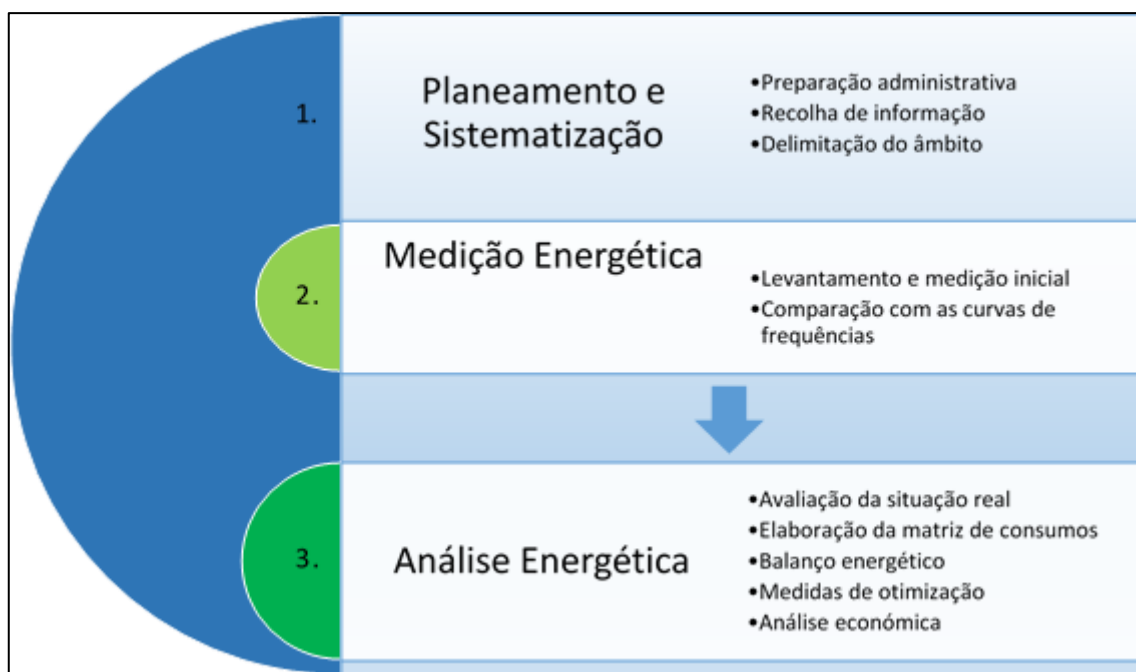 1.
Planeamento e
Sistematização
•Preparação administrativa
•Recolha de informação
•Delimitação do âmbito
2.
Medição Energética
•Levantamento e medição inicial
•Comparação com as curvas de
frequências
3.
Análise Energética
•Avaliação da situação real
•Elaboração da matriz de consumos
•Balanço energético
•Medidas de otimização
•Análise económica